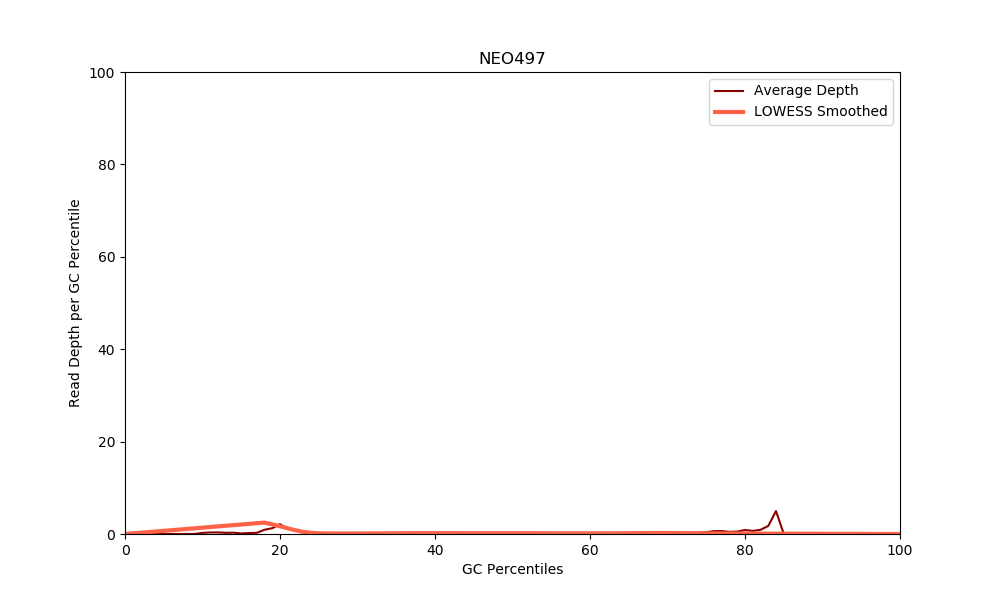 NEO497
100
80
60
40
20
0
Read Depth per GC Percentile
Average Depth
LOWESS Smoothed
0 20 40 60 80 100
GC Percentiles